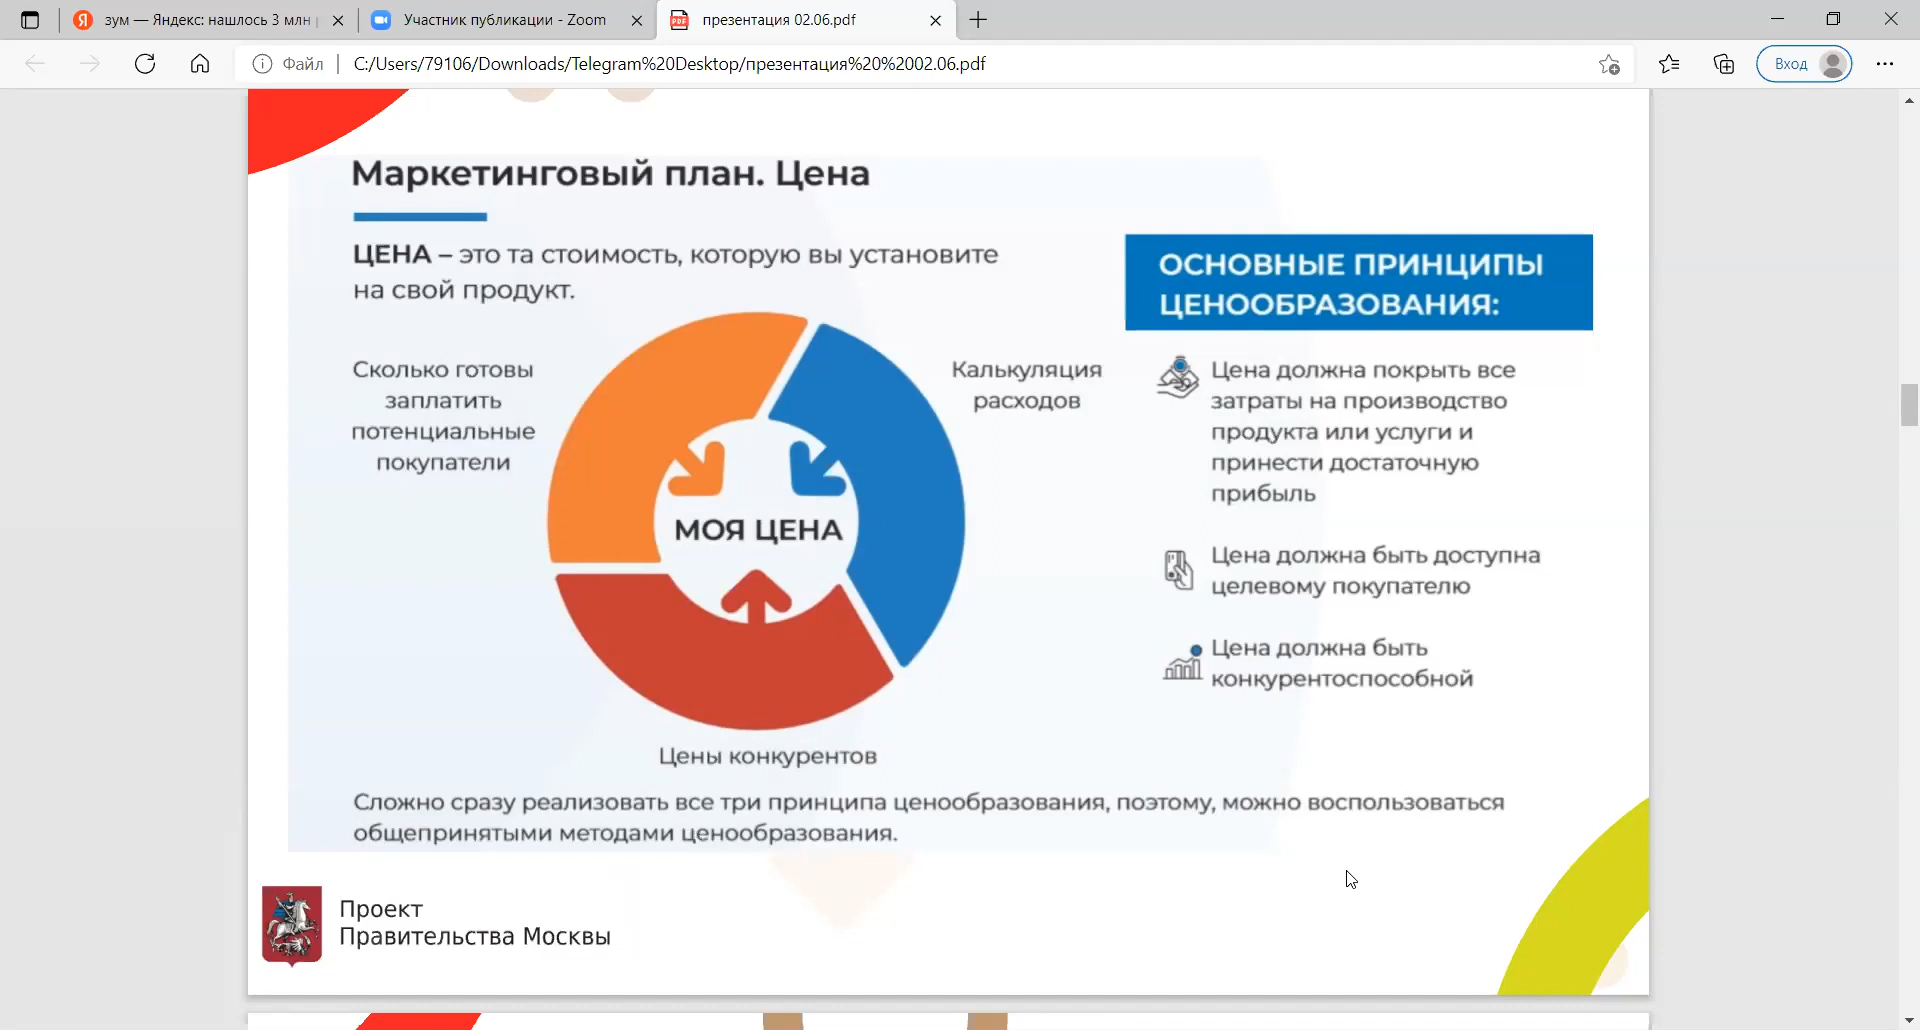 зум — Яндекс: нашлось 3 млн
Участник публикации - Zoom
презентация 02.06.pdf
Файл
C:/Users/79106/Downloads/Telegram%20Desktop/презентация%20%2002.06.pdf
Вход
Маркетинговый план. Цена
ЦЕНА – это та стоимость, которую вы установите
на свой продукт.
Сколько готовы
заплатить
потенциальные
покупатели
Калькуляция
расходов
МОЯ ЦЕНА
Цены конкурентов
ОСНОВНЫЕ ПРИНЦИПЫ
ЦЕНООБРАЗОВАНИЯ:
Цена должна покрыть все
затраты на производство
продукта или услуги и
принести достаточную
прибыль
Цена должна быть доступна
целевому покупателю
Цена должна быть
конкурентоспособной
Сложно сразу реализовать все три принципа ценообразования, поэтому, можно воспользоваться
общепринятыми методами ценообразования.
Проект
Правительства Москвы